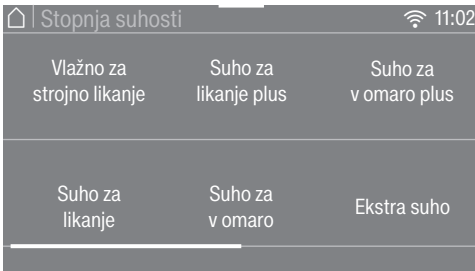 Stopnja suhosti 11:02
Vlažno za
strojno likanje
Suho za
likanje plus
Suho za
v omaro plus
Suho za
likanje
Suho za
v omaro
Ekstra suho